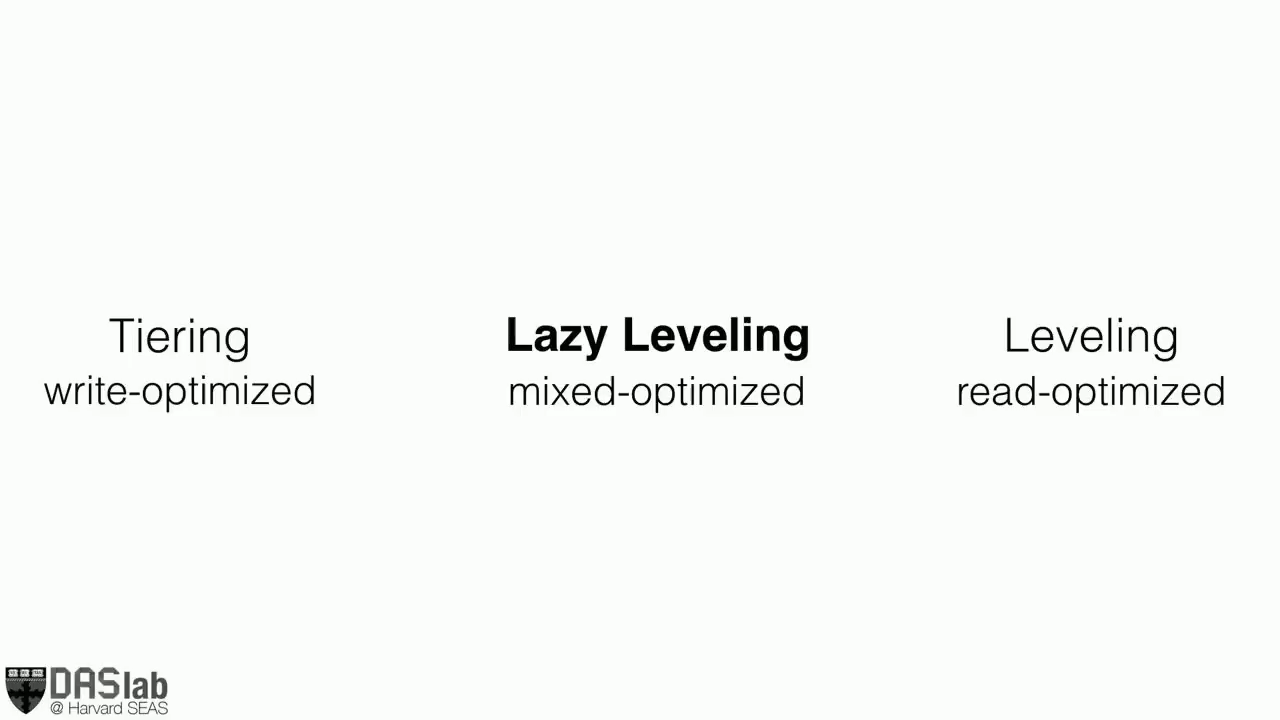 Tiering
write-optimized
Lazy Leveling
mixed-optimized
Leveling
read-optimized
DASlab
@ Harvard SEAS